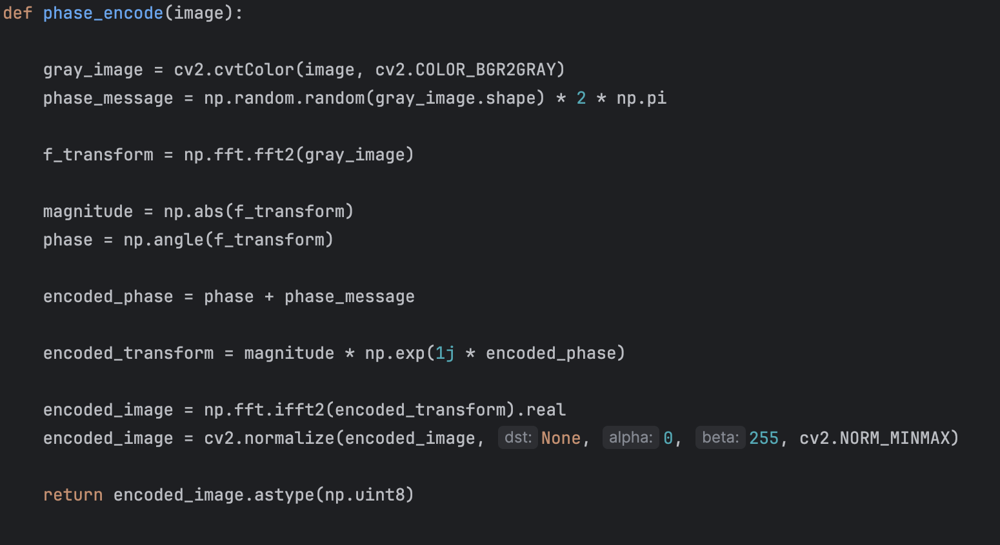 def phase_encode(image):
gray_image = cv2.cvtColor(image, cv2.COLOR_BGR2GRAY)
phase_message = np.random.random(gray_image.shape) * 2 * np.pi
f_transform = np.fft.fft2(gray_image)
magnitude = np.abs(f_transform)
phase = np.angle(f_transform)
encoded_phase = phase + phase_message
encoded_transform = magnitude * np.exp(1j * encoded_phase)
encoded_image = np.fft.ifft2(encoded_transform).real
encoded_image = cv2.normalize(encoded_image, dst: None, alpha: 0, beta: 255, cv2.NORM_MINMAX)
return encoded_image.astype(np.uint8)